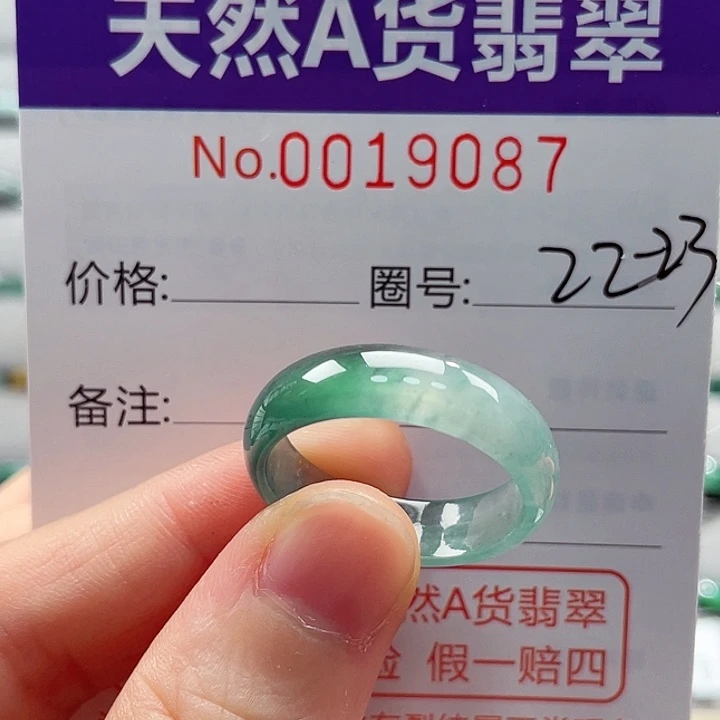 天然A货翡翠
No.0019087
价格: 圈号: 22-23
备注:
然A货翡翠
假一赔四